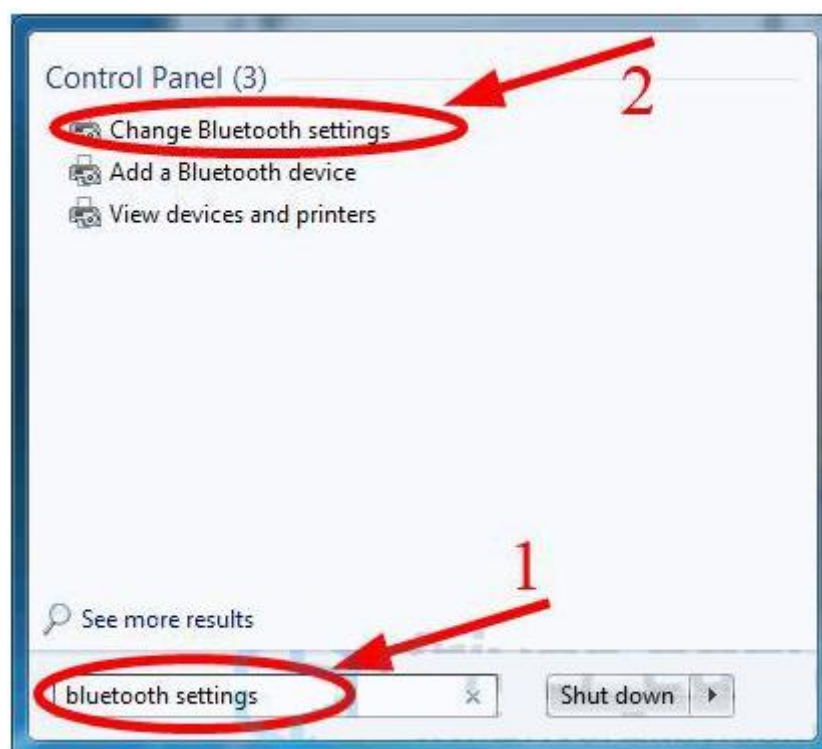 Control Panel (3)
2
Change Bluetooth settings
Add a Bluetooth device
View devices and printers
1
See more results
bluetooth settings
Shut down